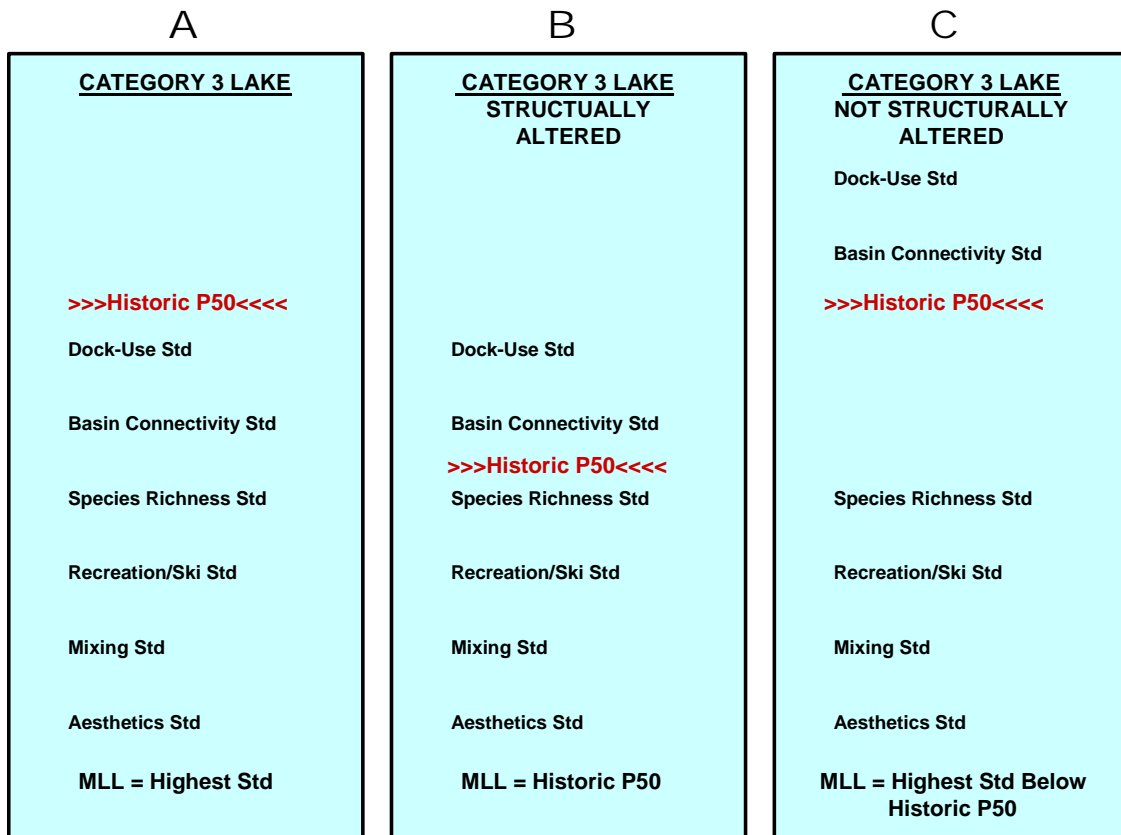 A
CATEGORY 3 LAKE
>>>Historic P50<<<<
Dock-Use Std
Basin Connectivity Std
Species Richness Std
Recreation/Ski Std
Mixing Std
Aesthetics Std
MLL = Highest Std
B
CATEGORY 3 LAKE
STRUCTUALLY
ALTERED
Dock-Use Std
Basin Connectivity Std
>>>Historic P50<<<<
Species Richness Std
Recreation/Ski Std
Mixing Std
Aesthetics Std
MLL = Historic P50
C
CATEGORY 3 LAKE
NOT STRUCTURALLY
ALTERED
Dock-Use Std
Basin Connectivity Std
>>>Historic P50<<<<
Species Richness Std
Recreation/Ski Std
Mixing Std
Aesthetics Std
MLL = Highest Std Below
Historic P50